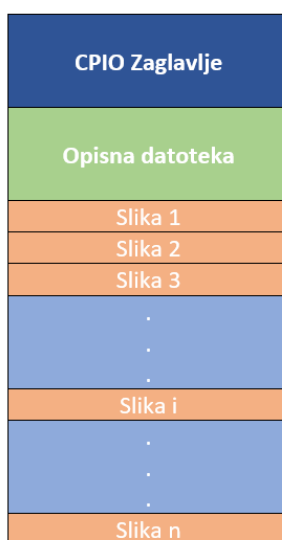 CPIO Zaglavlje
Opisna datoteka
Slika 1
Slika 2
Slika 3
.
.
.
Slika i
.
.
.
Slika n